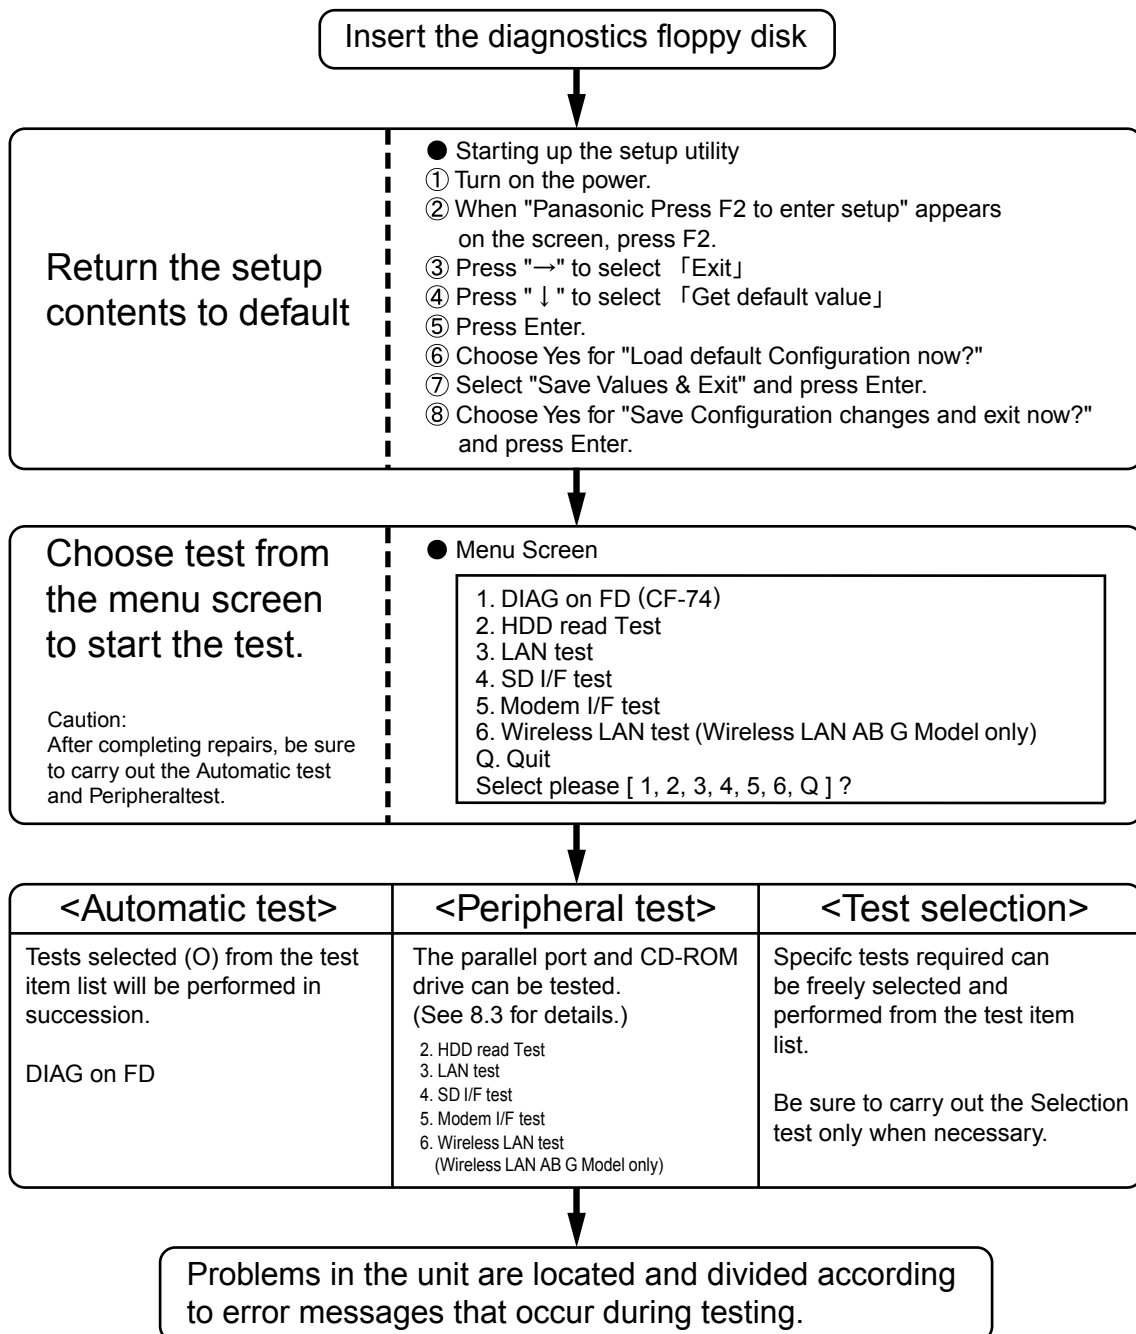 Insert the diagnostics floppy disk
Return the setup
contents to default
● Starting up the setup utility
① Turn on the power.
② When "Panasonic Press F2 to enter setup" appears
on the screen, press F2.
③ Press "→" to select 「Exit」
④ Press "↓" to select 「Get default value」
⑤ Press Enter.
⑥ Choose Yes for "Load default Configuration now?"
⑦ Select "Save Values & Exit" and press Enter.
⑧ Choose Yes for "Save Configuration changes and exit now?"
and press Enter.
Choose test from
the menu screen
to start the test.
Caution:
After completing repairs, be sure
to carry out the Automatic test
and Peripheraltest.
● Menu Screen
1. DIAG on FD (CF-74)
2. HDD read Test
3. LAN test
4. SD I/F test
5. Modem I/F test
6. Wireless LAN test (Wireless LAN AB G Model only)
Q. Quit
Select please [ 1, 2, 3, 4, 5, 6, Q ] ?
<Automatic test>
Tests selected (O) from the test
item list will be performed in
succession.
DIAG on FD
<Peripheral test>
The parallel port and CD-ROM
drive can be tested.
(See 8.3 for details.)
2. HDD read Test
3. LAN test
4. SD I/F test
5. Modem I/F test
6. Wireless LAN test
(Wireless LAN AB G Model only)
<Test selection>
Specifc tests required can
be freely selected and
performed from the test item
list.
Be sure to carry out the Selection
test only when necessary.
Problems in the unit are located and divided according
to error messages that occur during testing.